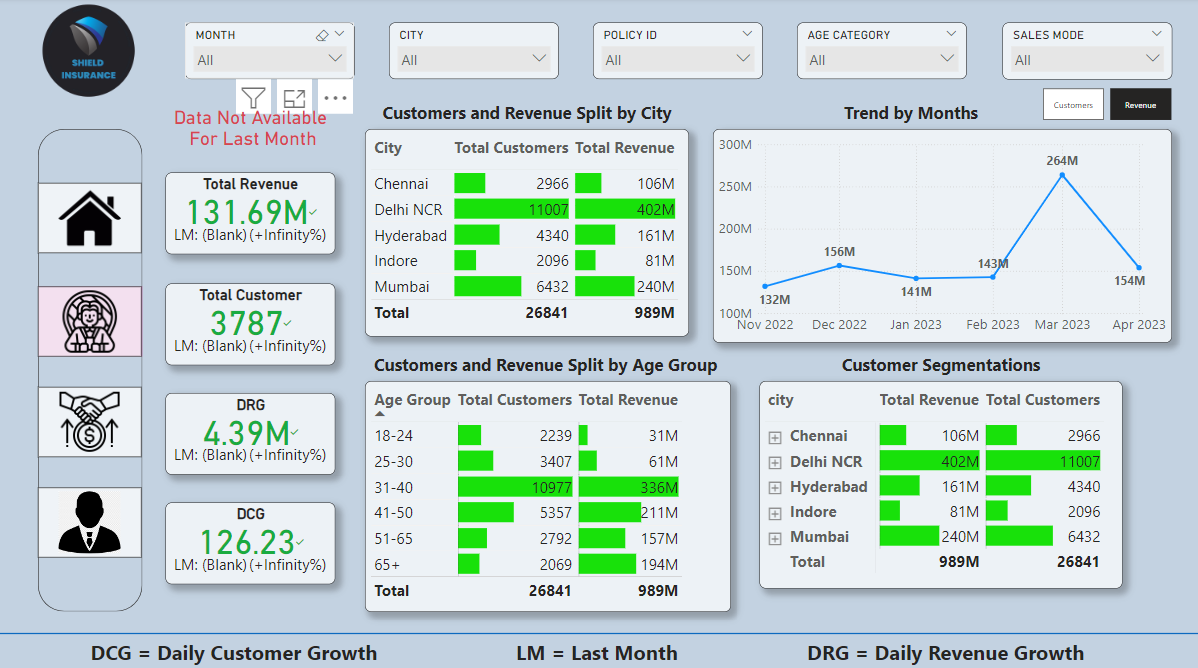 SHIELD
INSURANCE
MONTH
All
CITY
All
POLICY ID
All
AGE CATEGORY
All
SALES MODE
All
Data Not Available
For Last Month
Customers
Revenue
Total Revenue
131.69M
LM: (Blank) (+Infinity%)
Total Customer
3787
LM: (Blank) (+Infinity%)
DRG
4.39M
LM: (Blank) (+Infinity%)
DCG
126.23
LM: (Blank) (+Infinity%)
Customers and Revenue Split by City
City Total Customers Total Revenue
Chennai 2966 106M
Delhi NCR 11007 402M
Hyderabad 4340 161M
Indore 2096 81M
Mumbai 6432 240M
Total 26841 989M
Trend by Months
300M
250M
200M
150M
100M
132M
156M
141M
143M
264M
154M
Nov 2022 Dec 2022 Jan 2023 Feb 2023 Mar 2023 Apr 2023
Customers and Revenue Split by Age Group
Age Group Total Customers Total Revenue
18-24 2239 31M
25-30 3407 61M
31-40 10977 336M
41-50 5357 211M
51-65 2792 157M
65+ 2069 194M
Total 26841 989M
Customer Segmentations
city Total Revenue Total Customers
Chennai 106M 2966
Delhi NCR 402M 11007
Hyderabad 161M 4340
Indore 81M 2096
Mumbai 240M 6432
Total 989M 26841
DCG = Daily Customer Growth LM = Last Month DRG = Daily Revenue Growth